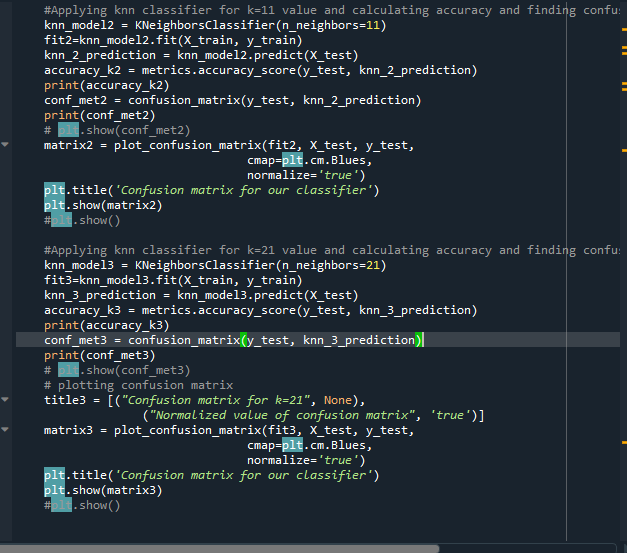 #Applying knn classifier for k=11 value and calculating accuracy and finding confu
knn_model2 = KNeighborsClassifier(n_neighbors=11)
fit2=knn_model2.fit(X_train, y_train)
knn_2_prediction = knn_model2.predict(X_test)
accuracy_k2 = metrics.accuracy_score(y_test, knn_2_prediction)
print(accuracy_k2)
conf_met2 = confusion_matrix(y_test, knn_2_prediction)
print(conf_met2)
# plt.show(conf_met2)
matrix2 = plot_confusion_matrix(fit2, X_test, y_test,
cmap=plt.cm.Blues,
normalize='true')
plt.title('Confusion matrix for our classifier')
plt.show(matrix2)
#plt.show()
#Applying knn classifier for k=21 value and calculating accuracy and finding confu
knn_model3 = KNeighborsClassifier(n_neighbors=21)
fit3=knn_model3.fit(X_train, y_train)
knn_3_prediction = knn_model3.predict(X_test)
accuracy_k3 = metrics.accuracy_score(y_test, knn_3_prediction)
print(accuracy_k3)
conf_met3 = confusion_matrix(y_test, knn_3_prediction)
print(conf_met3)
# plt.show(conf_met3)
# plotting confusion matrix
title3 = [("Confusion matrix for k=21", None),
("Normalized value of confusion matrix", 'true')]
matrix3 = plot_confusion_matrix(fit3, X_test, y_test,
cmap=plt.cm.Blues,
normalize='true')
plt.title('Confusion matrix for our classifier')
plt.show(matrix3)
#plt.show()